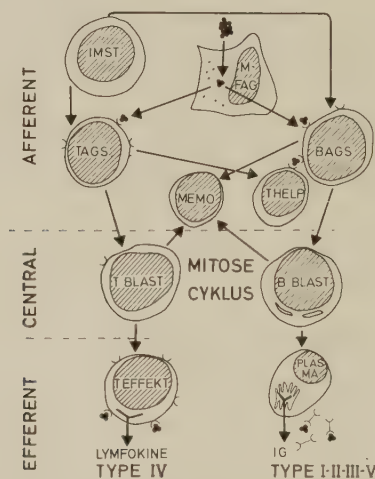 IMST
M-
FAG
AFFERENT
TAGS
BAGS
THELP
MEMO
CENTRAL
T BLAST
MITOSE
CYKLUS
B BLAST
EFFERENT
T EFFEKT
PLAS
MA
LYMFOKINE
TYPE IV
IG
TYPE I-II-III-V